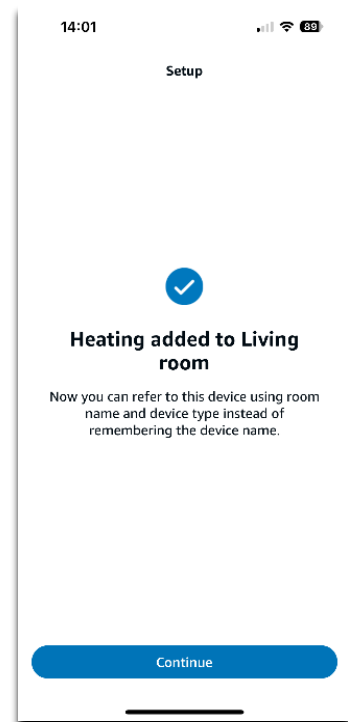 14:01
89
Setup
Heating added to Living
room
Now you can refer to this device using room
name and device type instead of
remembering the device name.
Continue